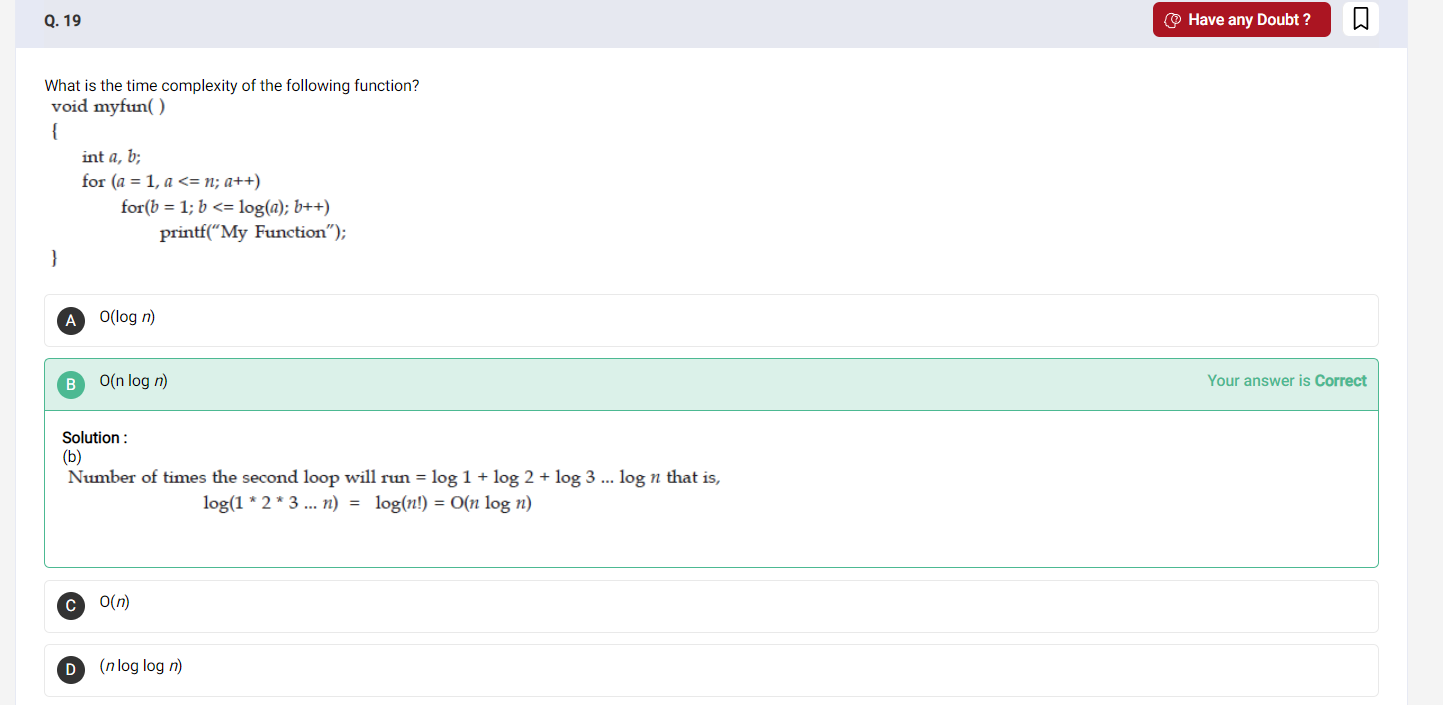 Q. 19
Have any Doubt ?
What is the time complexity of the following function?
void myfun( )
{
int a, b;
for (a = 1, a <= n; a++)
for(b = 1; b <= log(a); b++)
printf("My Function");
}
A O(log n)
B O(n log n) Your answer is Correct
Solution :
(b)
Number of times the second loop will run = log 1 + log 2 + log 3 ... log n that is,
log(1 * 2 * 3 ... n) = log(n!) = O(n log n)
C O(n)
D (n log log n)